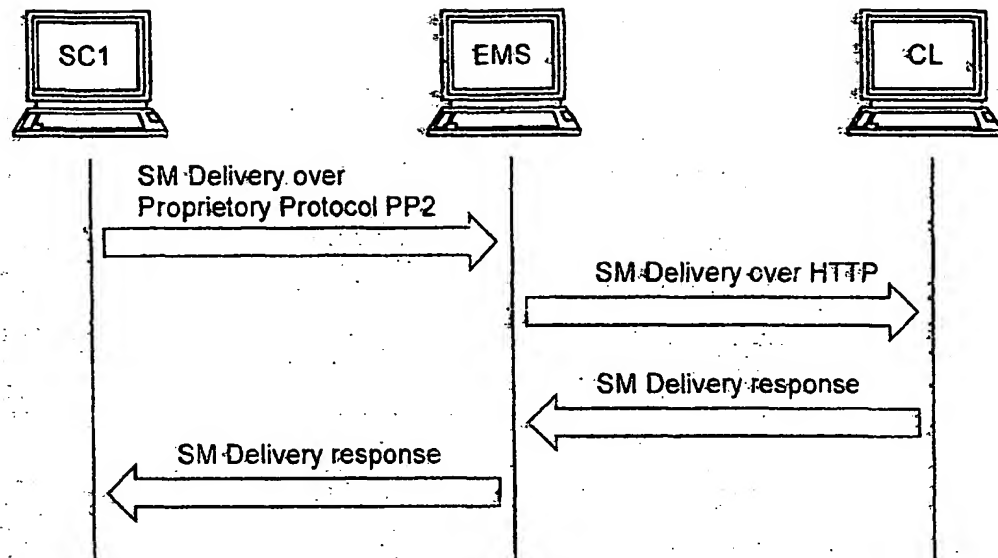 SC1
EMS
CL
SM Delivery over
Proprietory Protocol PP2
SM Delivery over HTTP
SM Delivery response
SM Delivery response